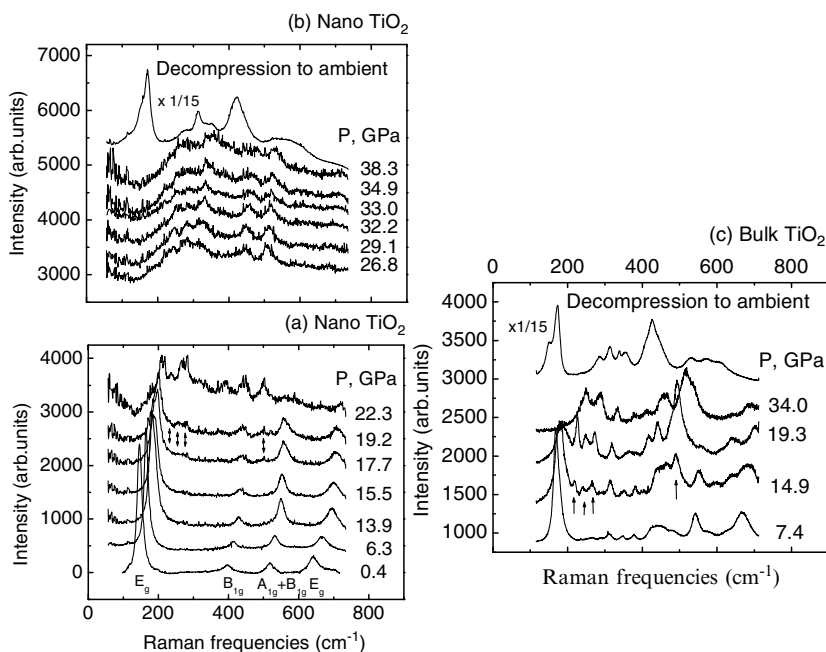 (b) Nano TiO2
7000
6000
5000
4000
3000
Intensity (arb.units)
Decompression to ambient
x 1/15
P, GPa
38.3
34.9
33.0
32.2
29.1
26.8
(a) Nano TiO2
4000
3000
2000
1000
0
Intensity (arb.units)
P, GPa
22.3
19.2
17.7
15.5
13.9
6.3
0.4
Eg B1g A1g+B1g Eg
0 200 400 600 800
Raman frequencies (cm-1)
(c) Bulk TiO2
0 200 400 600 800
4000
3500
3000
2500
2000
1500
1000
Intensity (arb.units)
Decompression to ambient
x1/15
P, GPa
34.0
19.3
14.9
7.4
Raman frequencies (cm-1)